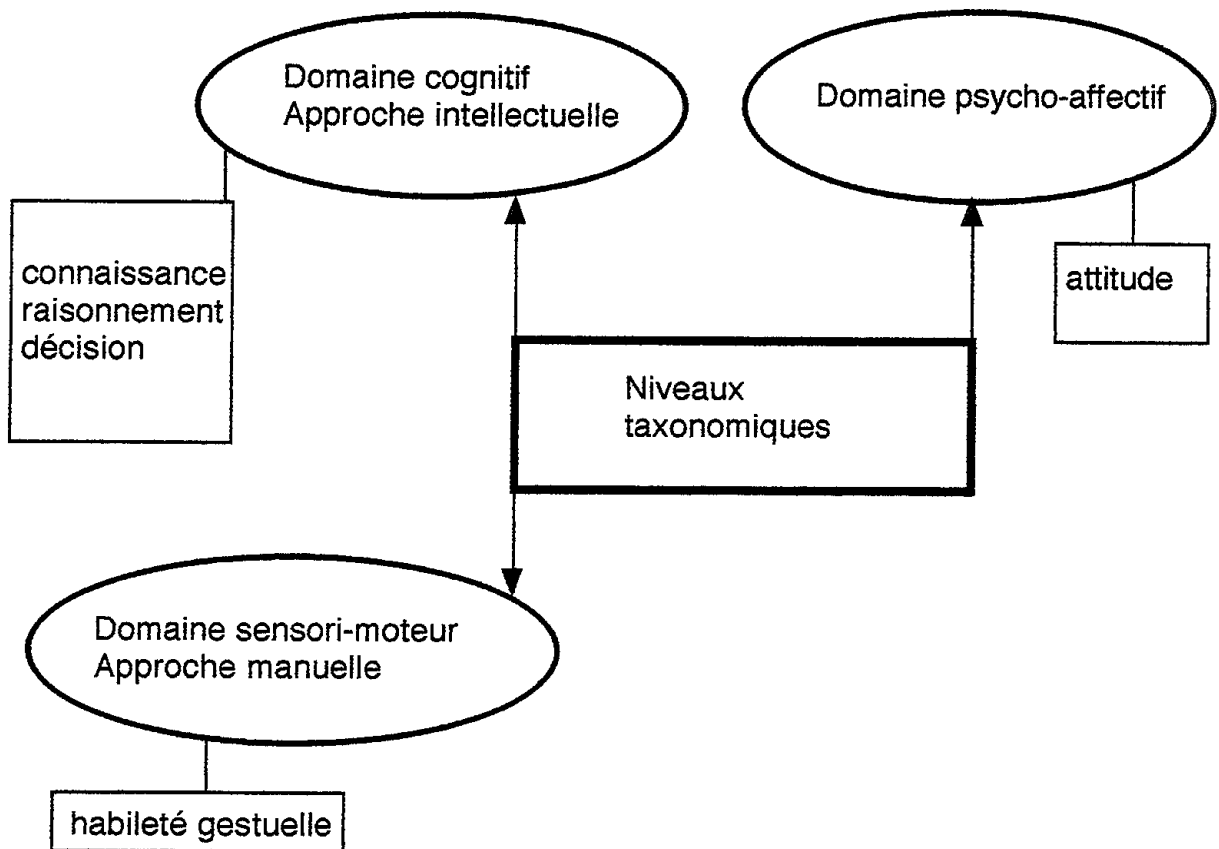 Domaine cognitif
Approche intellectuelle
Domaine psycho-affectif
connaissance
raisonnement
décision
attitude
Niveaux
taxonomiques
Domaine sensori-moteur
Approche manuelle
habileté gestuelle